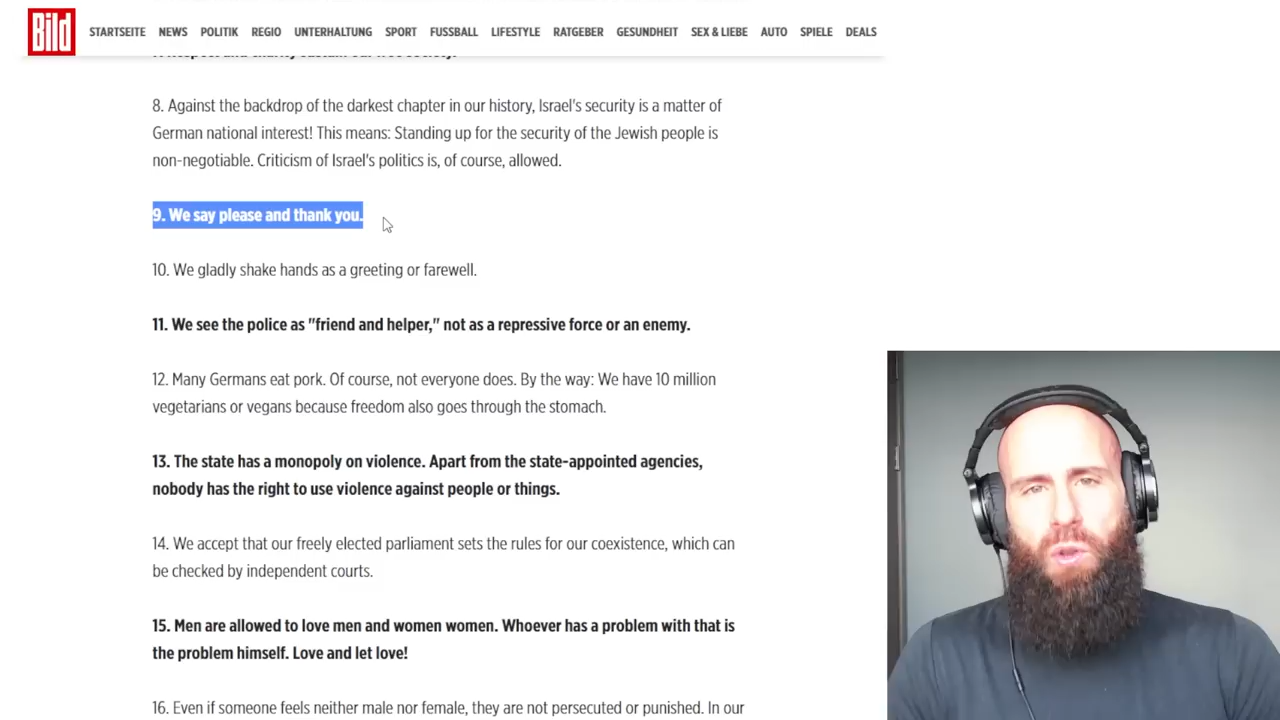 Bild
STARTSEITE NEWS POLITIK REGIO UNTERHALTUNG SPORT FUSSBALL LIFESTYLE RATGEBER GESUNDHEIT SEX & LIEBE AUTO SPIELE DEALS
8. Against the backdrop of the darkest chapter in our history, Israel's security is a matter of
German national interest! This means: Standing up for the security of the Jewish people is
non-negotiable. Criticism of Israel's politics is, of course, allowed.
9. We say please and thank you.
10. We gladly shake hands as a greeting or farewell.
11. We see the police as "friend and helper," not as a repressive force or an enemy.
12. Many Germans eat pork. Of course, not everyone does. By the way: We have 10 million
vegetarians or vegans because freedom also goes through the stomach.
13. The state has a monopoly on violence. Apart from the state-appointed agencies,
nobody has the right to use violence against people or things.
14. We accept that our freely elected parliament sets the rules for our coexistence, which can
be checked by independent courts.
15. Men are allowed to love men and women women. Whoever has a problem with that is
the problem himself. Love and let love!
16. Even if someone feels neither male nor female, they are not persecuted or punished. In our